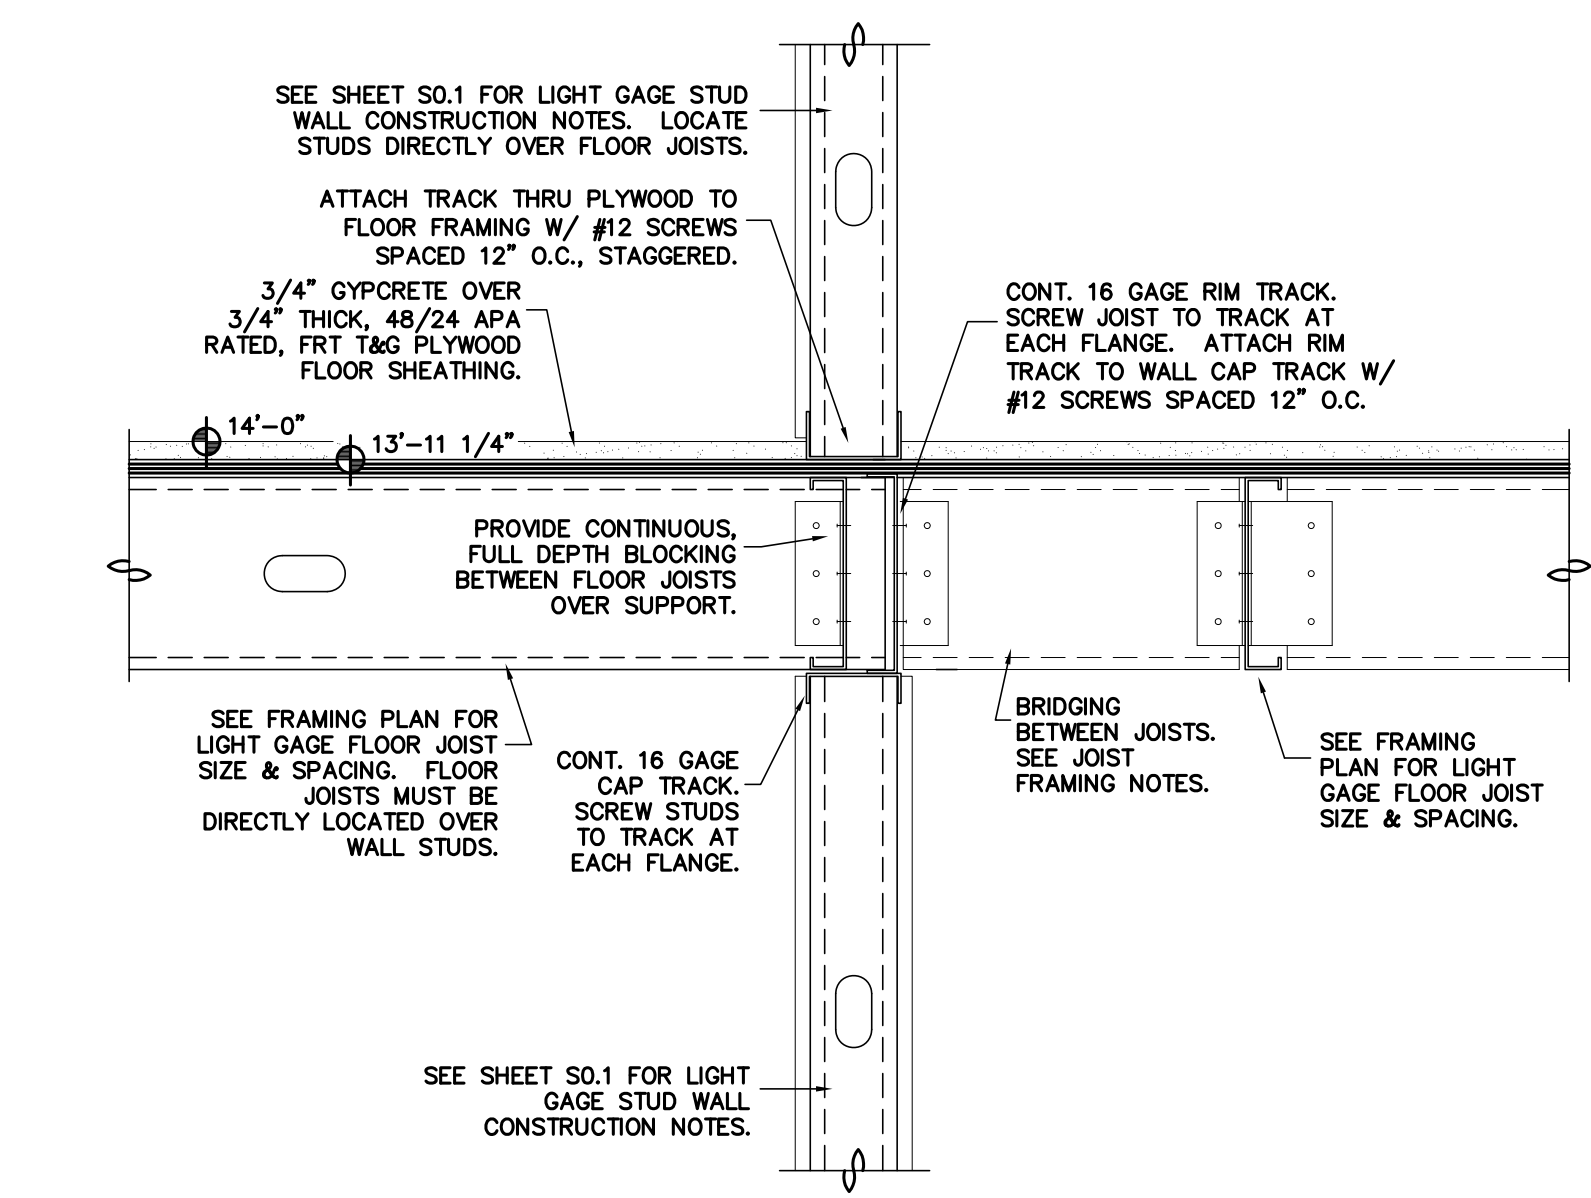 SEE SHEET S0.1 FOR LIGHT GAGE STUD
WALL CONSTRUCTION NOTES. LOCATE
STUDS DIRECTLY OVER FLOOR JOISTS.
ATTACH TRACK THRU PLYWOOD TO
FLOOR FRAMING W/ #12 SCREWS
SPACED 12" O.C., STAGGERED.
3/4" GYPCRETE OVER
3/4" THICK, 48/24 APA
RATED, FRT T&G PLYWOOD
FLOOR SHEATHING.
CONT. 16 GAGE RIM TRACK.
SCREW JOIST TO TRACK AT
EACH FLANGE. ATTACH RIM
TRACK TO WALL CAP TRACK W/
#12 SCREWS SPACED 12" O.C.
14'-0"
13'-11 1/4"
PROVIDE CONTINUOUS,
FULL DEPTH BLOCKING
BETWEEN FLOOR JOISTS
OVER SUPPORT.
SEE FRAMING PLAN FOR
LIGHT GAGE FLOOR JOIST
SIZE & SPACING. FLOOR
JOISTS MUST BE
DIRECTLY LOCATED OVER
WALL STUDS.
CONT. 16 GAGE
CAP TRACK.
SCREW STUDS
TO TRACK AT
EACH FLANGE.
BRIDGING
BETWEEN JOISTS.
SEE JOIST
FRAMING NOTES.
SEE FRAMING
PLAN FOR LIGHT
GAGE FLOOR JOIST
SIZE & SPACING.
SEE SHEET S0.1 FOR LIGHT
GAGE STUD WALL
CONSTRUCTION NOTES.